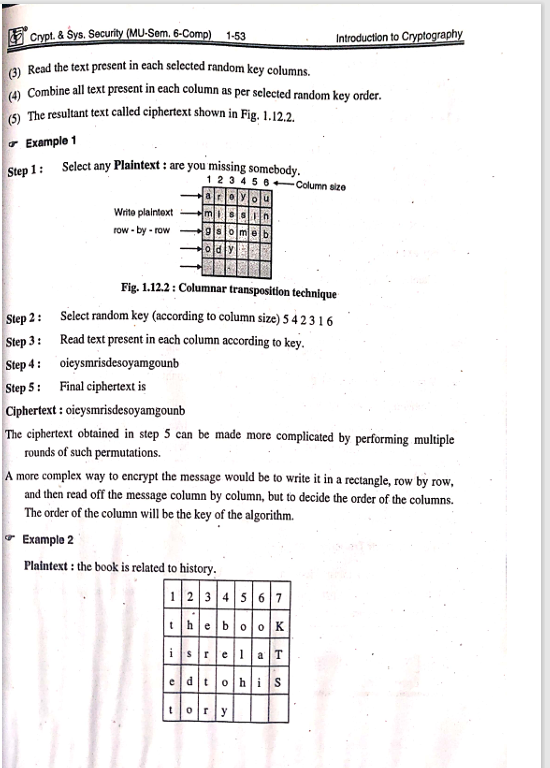 Crypt. & Sys. Security (MU-Sem. 6-Comp) 1-53 Introduction to Cryptography
(3) Read the text present in each selected random key columns.
(4) Combine all text present in each column as per selected random key order.
(5) The resultant text called ciphertext shown in Fig. 1.12.2.
☞ Example 1
Step 1 : Select any Plaintext : are you missing somebody.
1 2 3 4 5 6 ← Column size
a r e y o u
Write plaintext m i s s i n
row - by - row g s o m e b
o d y
Fig. 1.12.2 : Columnar transposition technique
Step 2 : Select random key (according to column size) 5 4 2 3 1 6
Step 3 : Read text present in each column according to key.
Step 4 : oieysmrisdesoyamgounb
Step 5 : Final ciphertext is
Ciphertext : oieysmrisdesoyamgounb
The ciphertext obtained in step 5 can be made more complicated by performing multiple
rounds of such permutations.
A more complex way to encrypt the message would be to write it in a rectangle, row by row,
and then read off the message column by column, but to decide the order of the columns.
The order of the column will be the key of the algorithm.
☞ Example 2
Plaintext : the book is related to history.
1 2 3 4 5 6 7
t h e b o o K
i s r e l a T
e d t o h i S
t o r y